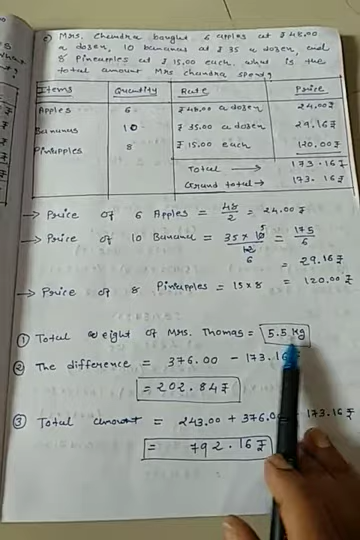 c) Mrs. Chandra bought 6 apples at ₹ 48.00
a dozen, 10 bananas at ₹ 35 a dozen, and
8 Pineapples at ₹ 15.00 each. what is the
total amount Mrs chandra spend?
Items Quantity Rate Price
Apples 6 ₹ 48.00 a dozen 24.00 ₹
Bananas 10 ₹ 35.00 a dozen 29.16 ₹
Pineapples 8 ₹ 15.00 each 120.00 ₹
Total → 173.16 ₹
Grand total → 173.16 ₹
→ Price of 6 Apples = 48/2 = 24.00 ₹
→ Price of 10 Banana = 35 × 10 5/12 6 = 175/6
= 29.16 ₹
→ Price of 8 Pineapples = 15 × 8 = 120.00 ₹
① Total weight of Mrs. Thomas = 5.5 kg
② The difference = 376.00 - 173.16
= 202.84 ₹
③ Total amount = 243.00 + 376.00 173.16 ₹
= 792.16 ₹